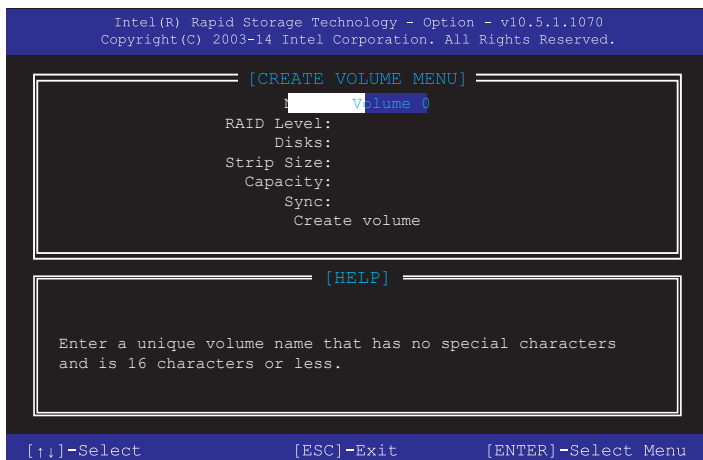 Intel(R) Rapid Storage Technology - Option - v10.5.1.1070
Copyright(C) 2003-14 Intel Corporation. All Rights Reserved.
[CREATE VOLUME MENU]
Volume 0
RAID Level:
Disks:
Strip Size:
Capacity:
Sync:
Create volume
[HELP]
Enter a unique volume name that has no special characters
and is 16 characters or less.
[↑↓]-Select [ESC]-Exit [ENTER]-Select Menu